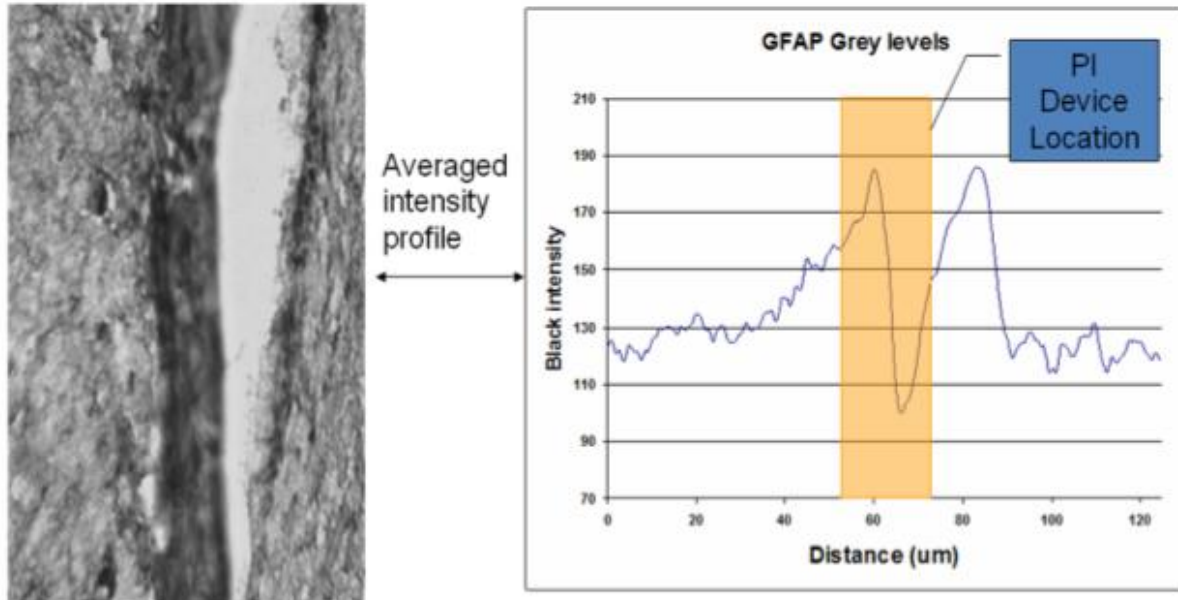 Averaged
intensity
profile
GFAP Grey levels
PI
Device
Location
Black intensity
210
190
170
150
130
110
90
70
0 20 40 60 80 100 120
Distance (um)